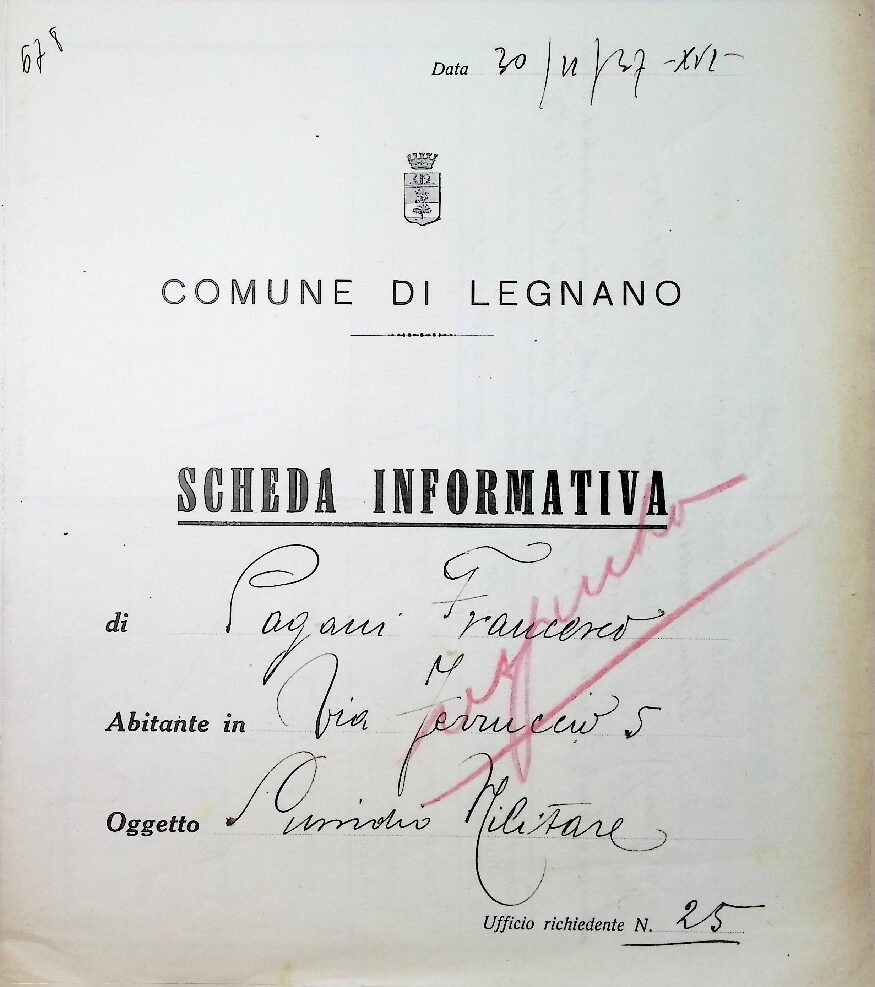 678
Data 30/11/37 -XVI-
COMUNE DI LEGNANO
SCHEDA INFORMATIVA
di Pagani Francesco
Abitante in Via Ferruccio 5
Oggetto Sussidio Militare
Ufficio richiedente N. 25